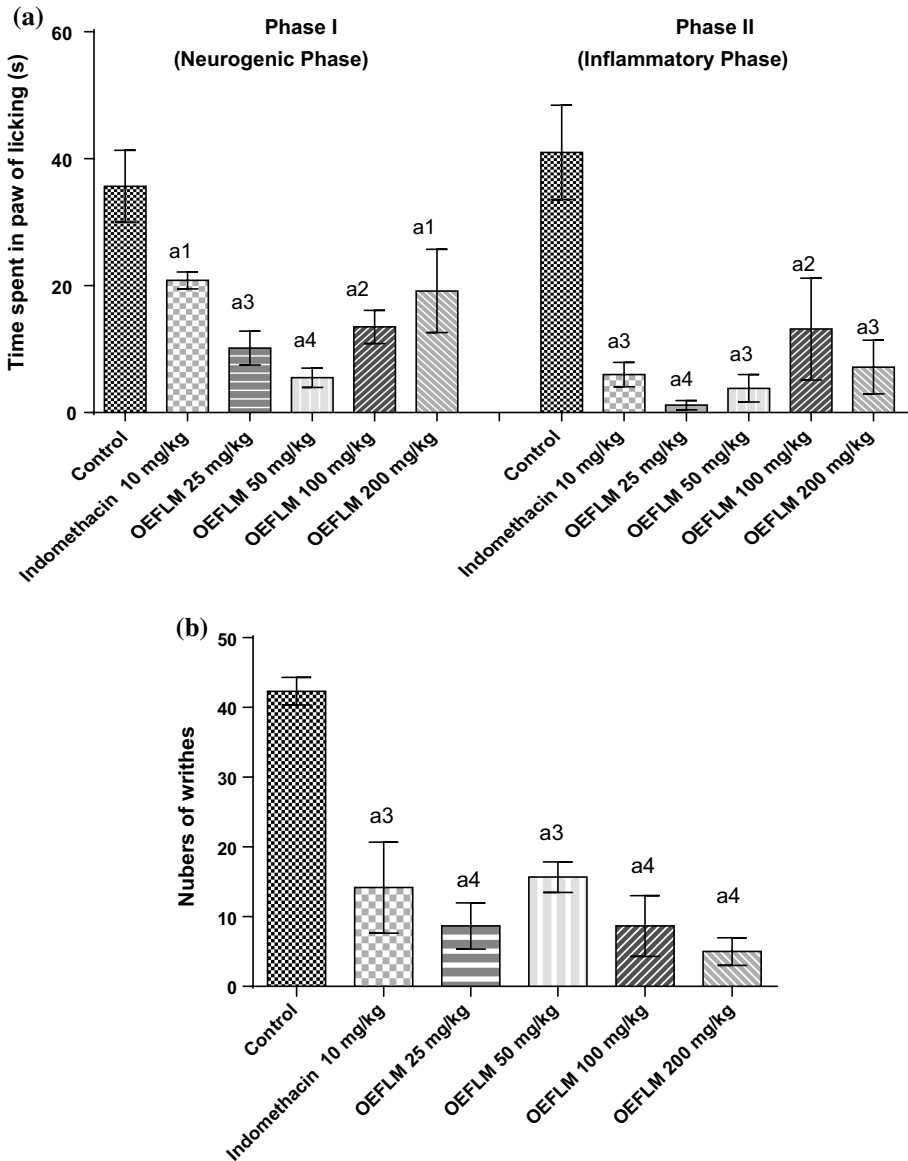 (a)
Phase I
(Neurogenic Phase)
Phase II
(Inflammatory Phase)
Time spent in paw of licking (s)
60
40
20
0
a1
a3
a4
a2
a1
a3
a4
a3
a2
a3
Control
Indomethacin 10 mg/kg
OEFLM 25 mg/kg
OEFLM 50 mg/kg
OEFLM 100 mg/kg
OEFLM 200 mg/kg
Control
Indomethacin 10 mg/kg
OEFLM 25 mg/kg
OEFLM 50 mg/kg
OEFLM 100 mg/kg
OEFLM 200 mg/kg
(b)
Nubers of writhes
50
40
30
20
10
0
a3
a4
a3
a4
a4
Control
Indomethacin 10 mg/kg
OEFLM 25 mg/kg
OEFLM 50 mg/kg
OEFLM 100 mg/kg
OEFLM 200 mg/kg